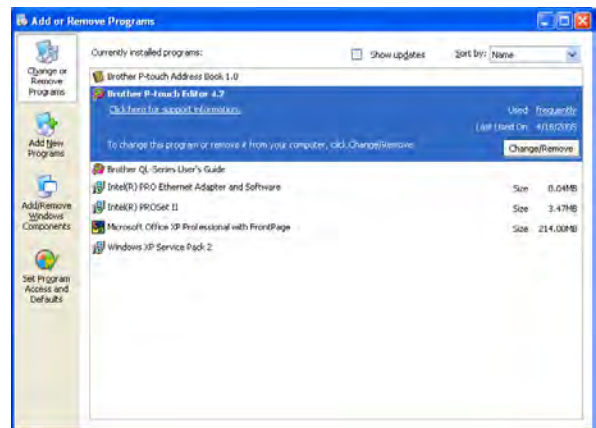 Add or Remove Programs
Change or
Remove
Programs
Add New
Programs
Add/Remove
Windows
Components
Set Program
Access and
Defaults
Currently installed programs:
Show updates
Sort by: Name
Brother P-touch Address Book 1.0
Brother P-touch Editor 4.2
Click here for support information.
Used frequently
Last Used On 4/18/2005
To change this program or remove it from your computer, click Change/Remove.
Change/Remove
Brother QL-Series User's Guide
Intel(R) PRO Ethernet Adapter and Software Size 0.04MB
Intel(R) PROSet II Size 3.47MB
Microsoft Office XP Professional with FrontPage Size 214.00MB
Windows XP Service Pack 2